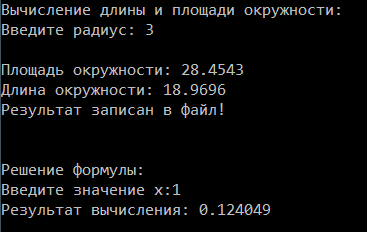 Вычисление длины и площади окружности:
Введите радиус: 3
Площадь окружности: 28.4543
Длина окружности: 18.9696
Результат записан в файл!
Решение формулы:
Введите значение x:1
Результат вычисления: 0.124049